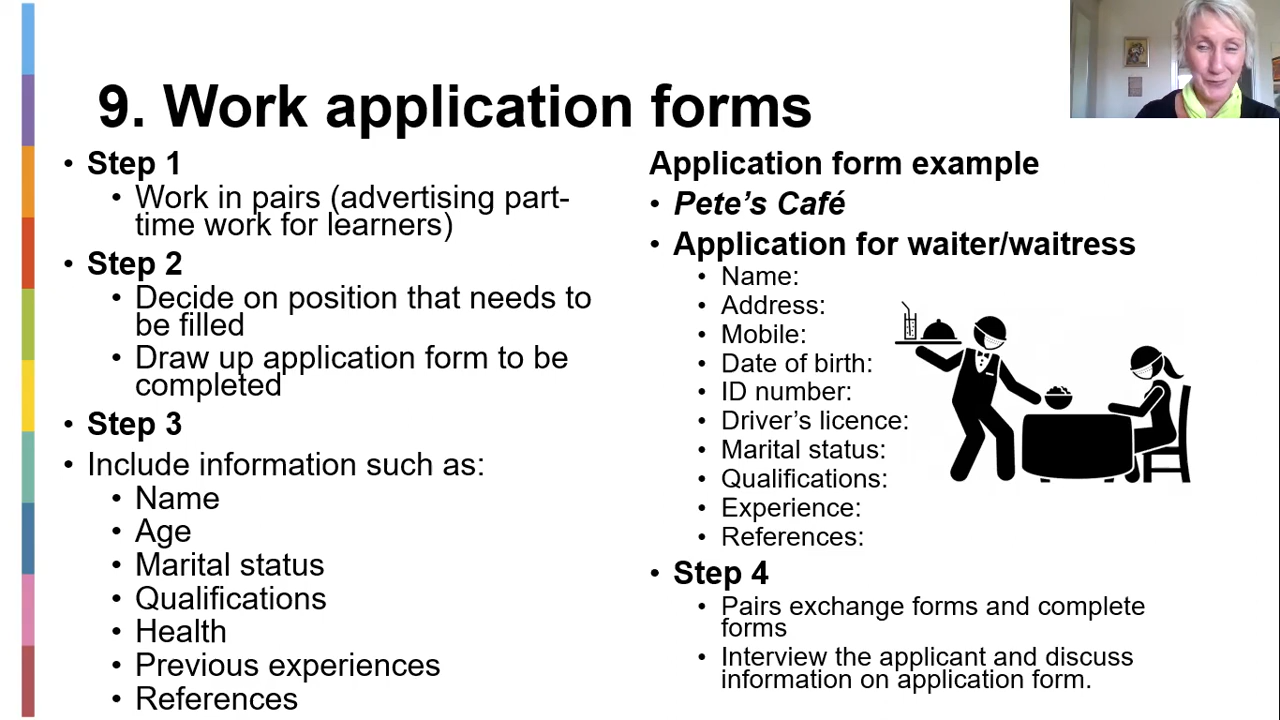 9. Work application forms
• Step 1
• Work in pairs (advertising part-
time work for learners)
• Step 2
• Decide on position that needs to
be filled
• Draw up application form to be
completed
• Step 3
• Include information such as:
• Name
• Age
• Marital status
• Qualifications
• Health
• Previous experiences
• References
Application form example
• Pete’s Café
• Application for waiter/waitress
• Name:
• Address:
• Mobile:
• Date of birth:
• ID number:
• Driver’s licence:
• Marital status:
• Qualifications:
• Experience:
• References:
• Step 4
• Pairs exchange forms and complete
forms
• Interview the applicant and discuss
information on application form.